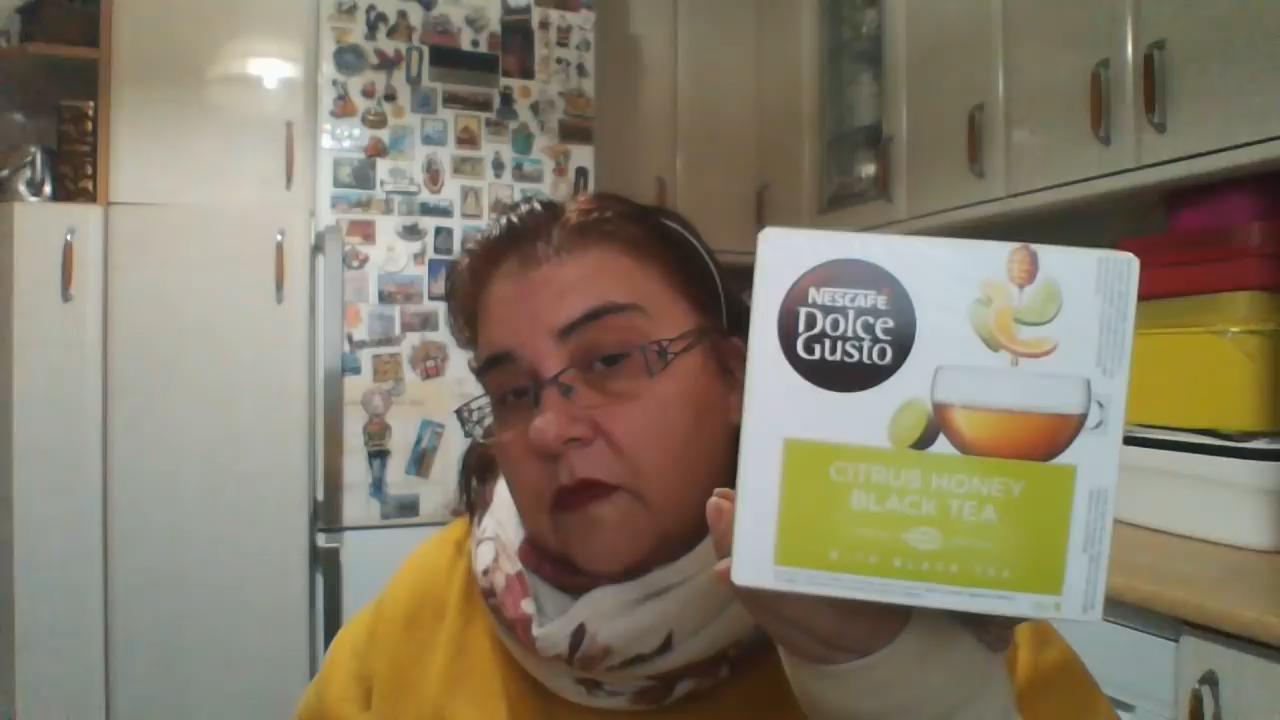 NESCAFÉ
Dolce
Gusto
CITRUS HONEY
BLACK TEA
WITH BLACK TEA